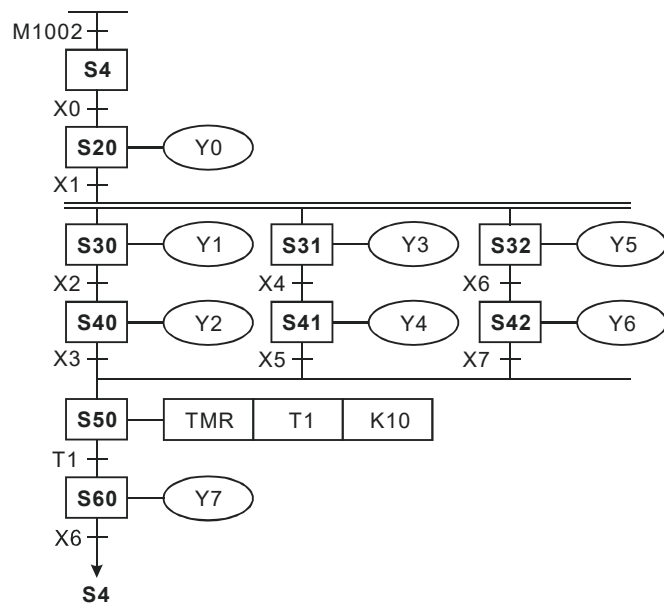 M1002
S4
X0
S20 Y0
X1
S30 Y1 S31 Y3 S32 Y5
X2 X4 X6
S40 Y2 S41 Y4 S42 Y6
X3 X5 X7
S50 TMR T1 K10
T1
S60 Y7
X6
S4